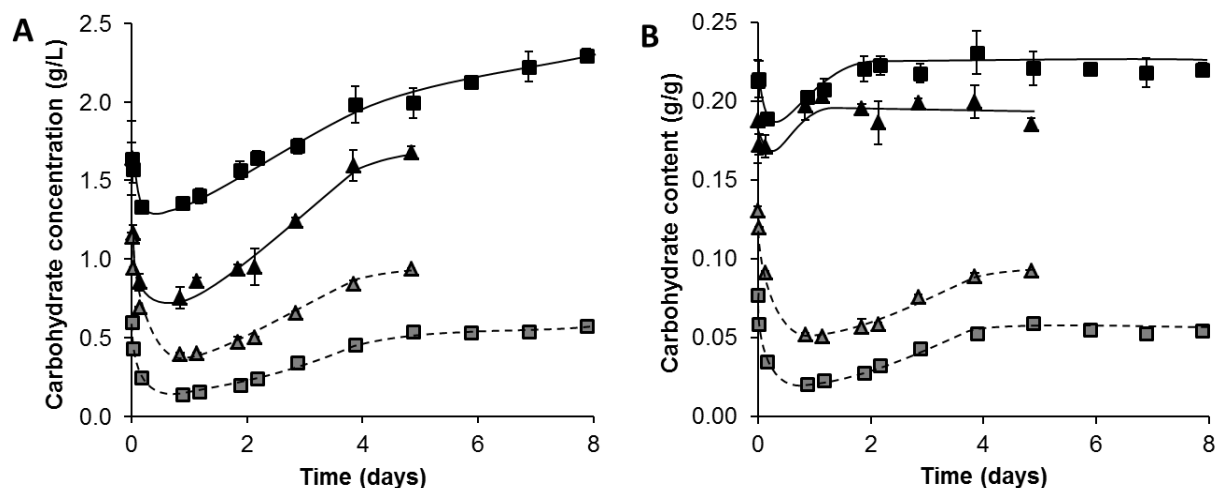 A
Carbohydrate concentration (g/L)
2.5
2.0
1.5
1.0
0.5
0.0
0 2 4 6 8
Time (days)
B
Carbohydrate content (g/g)
0.25
0.20
0.15
0.10
0.05
0.00
0 2 4 6 8
Time (days)